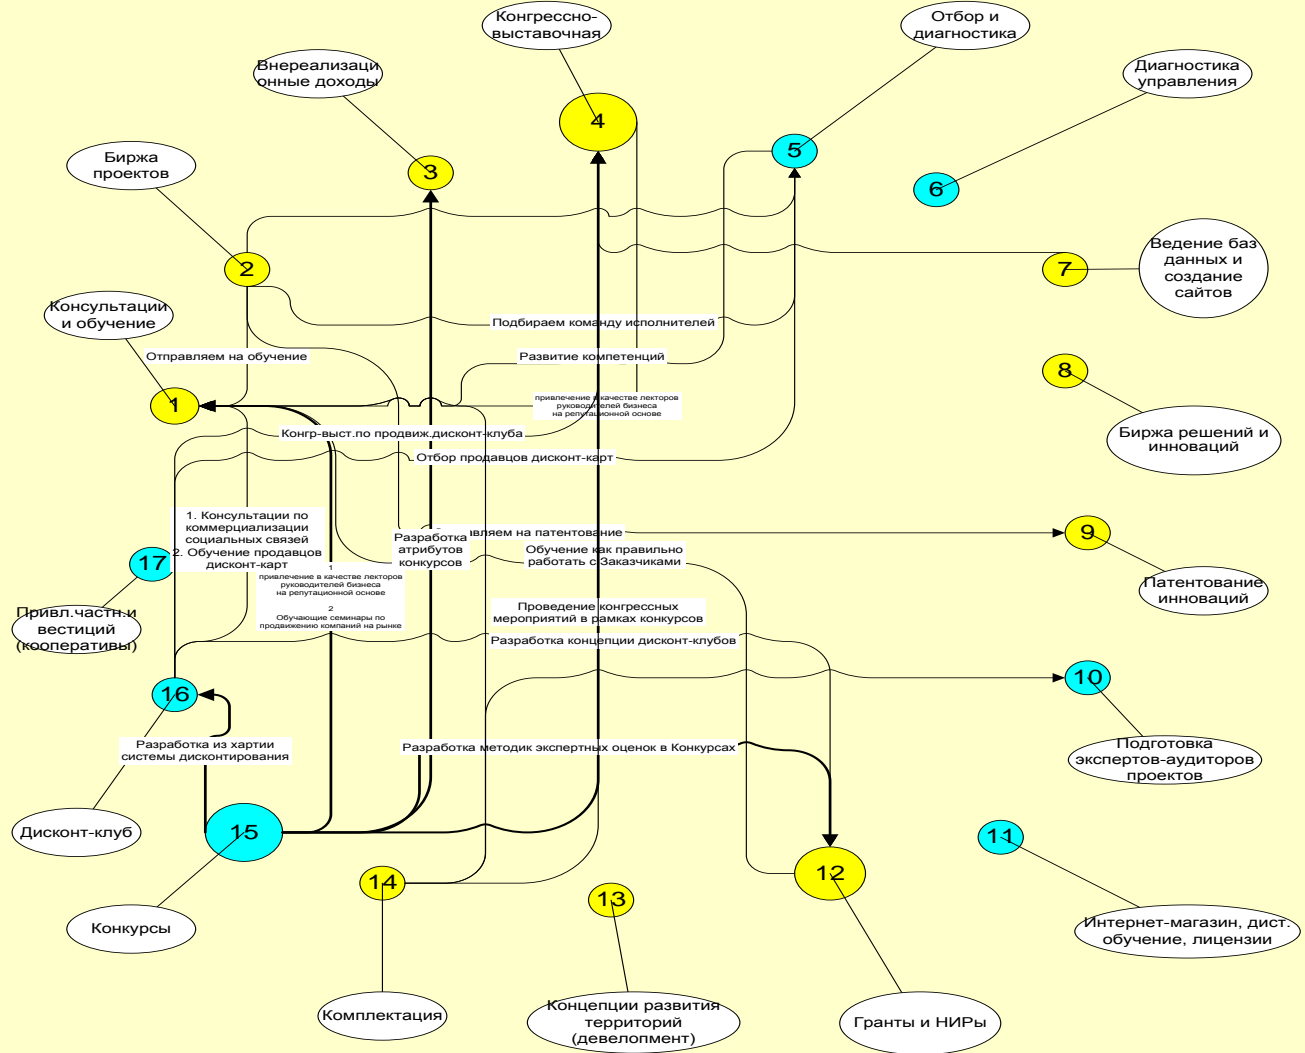 Конгрессно-
выставочная
Отбор и
диагностика
Внереализаци
онные доходы
Диагностика
управления
4
5
Биржа
проектов
3
6
2
7
Ведение баз
данных и
создание
сайтов
Консультации
и обучение
Подбираем команду исполнителей
Отправляем на обучение
Развитие компетенций
8
1
привлечение в качестве лекторов
руководителей бизнеса
на репутационной основе
Конгр-выст.по продвиж.дисконт-клуба
Биржа решений и
инноваций
Отбор продавцов дисконт-карт
1. Консультации по
коммерциализации
социальных связей
2. Обучение продавцов
дисконт-карт
Разработка
атрибутов
конкурсов
вляем на патентование
9
Обучение как правильно
работать с Заказчиками
17
1
привлечение в качестве лекторов
руководителей бизнеса
на репутационной основе
2
Обучающие семинары по
продвижению компаний на рынке
Патентование
инноваций
Привл.частн.и
вестиций
(кооперативы)
Проведение конгрессных
мероприятий в рамках конкурсов
Разработка концепции дисконт-клубов
10
16
Разработка из хартии
системы дисконтирования
Разработка методик экспертных оценок в Конкурсах
Подготовка
экспертов-аудиторов
проектов
Дисконт-клуб
15
11
12
14
13
Конкурсы
Интернет-магазин, дист.
обучение, лицензии
Комплектация
Концепции развития
территорий
(девелопмент)
Гранты и НИРы